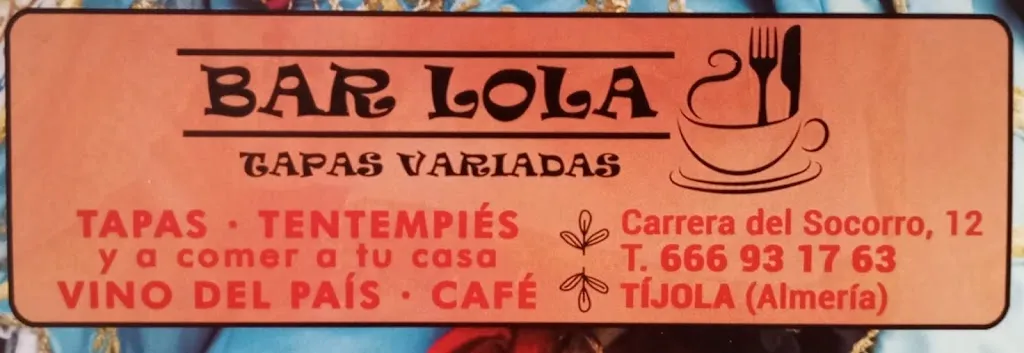 BAR LOLA
TAPAS VARIADAS
TAPAS · TENTEMPIÉS
y a comer a tu casa
VINO DEL PAÍS · CAFÉ
Carrera del Socorro, 12
T. 666 93 17 63
TÍJOLA (Almería)